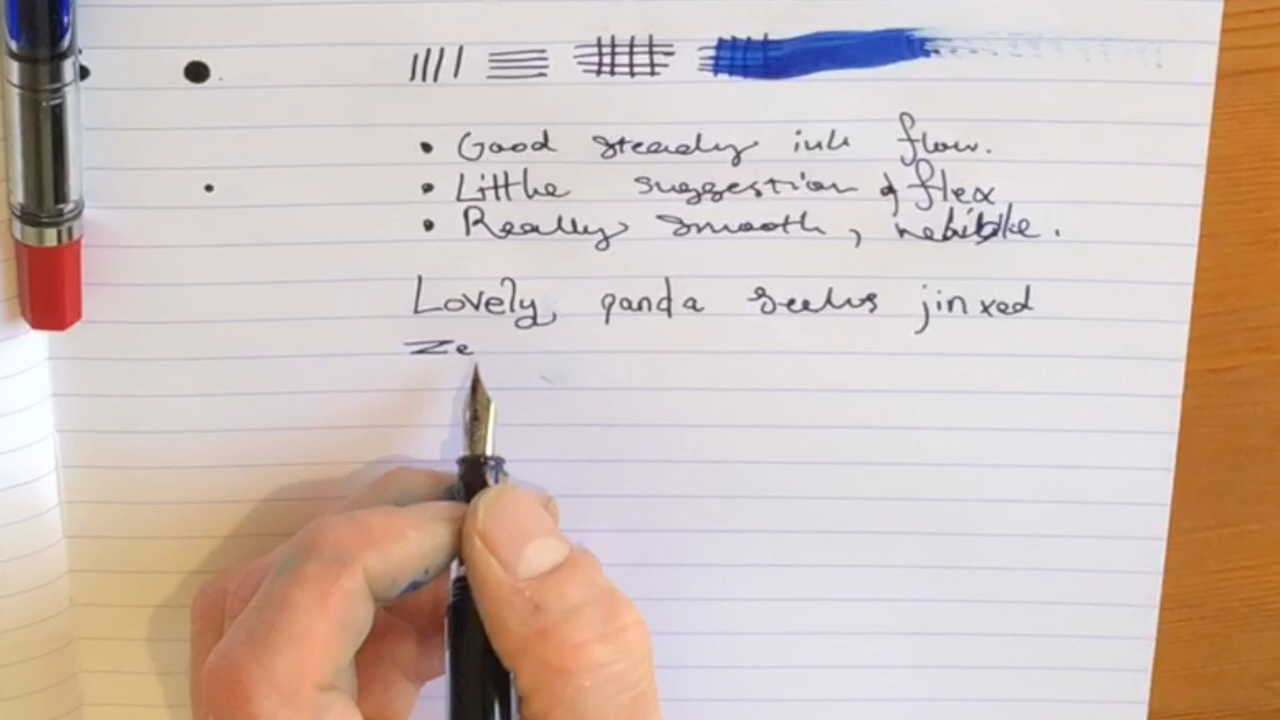 • Good steady ink flow.
• Little suggestion of flex
• Really smooth, .
Lovely panda seeks jinxed
Ze